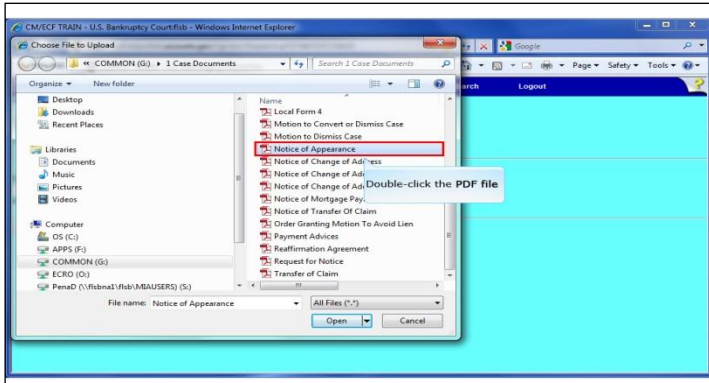 CM/ECF TRAIN - U.S. Bankruptcy Court:flsb - Windows Internet Explorer
Choose File to Upload
Google
« COMMON (G:) ▸ 1 Case Documents
Search 1 Case Documents
Page Safety Tools
Organize New folder
arch Logout
Desktop
Downloads
Recent Places
Libraries
Documents
Music
Pictures
Videos
Computer
OS (C:)
APPS (F:)
COMMON (G:)
ECRO (O:)
PenaD (\\flsbna1\flsb\MIAUSERS) (S:)
Name
Local Form 4
Motion to Convert or Dismiss Case
Motion to Dismiss Case
Notice of Appearance
Notice of Change of Address
Notice of Change of Add
Notice of Change of Add
Notice of Mortgage Pay
Notice of Transfer Of Claim
Order Granting Motion To Avoid Lien
Payment Advices
Reaffirmation Agreement
Request for Notice
Transfer of Claim
Double-click the PDF file
File name: Notice of Appearance
All Files (*.*)
Open Cancel